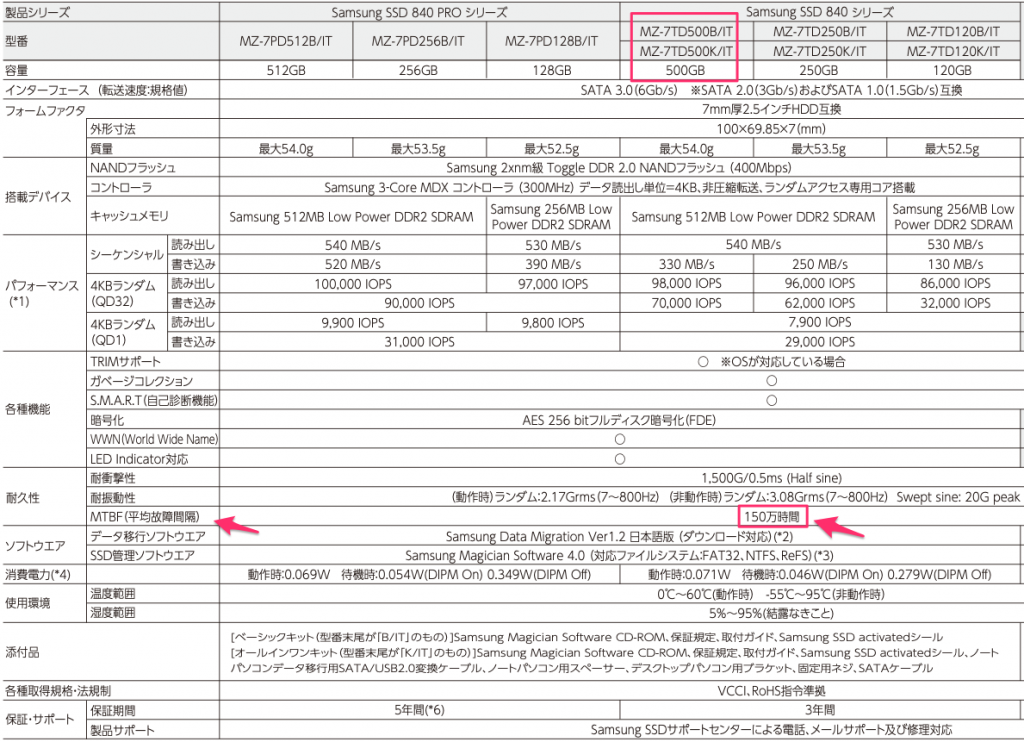 製品シリーズ Samsung SSD 840 PRO シリーズ Samsung SSD 840 シリーズ
型番 MZ-7PD512B/IT MZ-7PD256B/IT MZ-7PD128B/IT MZ-7TD500B/IT MZ-7TD250B/IT MZ-7TD120B/IT
MZ-7TD500K/IT MZ-7TD250K/IT MZ-7TD120K/IT
容量 512GB 256GB 128GB 500GB 250GB 120GB
インターフェース（転送速度:規格値） SATA 3.0(6Gb/s) ※SATA 2.0(3Gb/s)およびSATA 1.0(1.5Gb/s)互換
フォームファクタ 7mm厚2.5インチHDD互換
外形寸法 100×69.85×7(mm)
質量 最大54.0g 最大53.5g 最大52.5g 最大54.0g 最大53.5g 最大52.5g
搭載デバイス NANDフラッシュ Samsung 2xnm級 Toggle DDR 2.0 NANDフラッシュ (400Mbps)
コントローラ Samsung 3-Core MDX コントローラ (300MHz) データ読出し単位=4KB、非圧縮転送、ランダムアクセス専用コア搭載
キャッシュメモリ Samsung 512MB Low Power DDR2 SDRAM Samsung 256MB Low Power DDR2 SDRAM Samsung 512MB Low Power DDR2 SDRAM Samsung 256MB Low Power DDR2 SDRAM
パフォーマンス(*1) シーケンシャル 読み出し 540 MB/s 530 MB/s 540 MB/s 530 MB/s
書き込み 520 MB/s 390 MB/s 330 MB/s 250 MB/s 130 MB/s
4KBランダム(QD32) 読み出し 100,000 IOPS 97,000 IOPS 98,000 IOPS 96,000 IOPS 86,000 IOPS
書き込み 90,000 IOPS 70,000 IOPS 62,000 IOPS 32,000 IOPS
4KBランダム(QD1) 読み出し 9,900 IOPS 9,800 IOPS 7,900 IOPS
書き込み 31,000 IOPS 29,000 IOPS
各種機能 TRIMサポート ○ ※OSが対応している場合
ガベージコレクション ○
S.M.A.R.T(自己診断機能) ○
暗号化 AES 256 bitフルディスク暗号化(FDE)
WWN(World Wide Name) ○
LED Indicator対応 ○
耐久性 耐衝撃性 1,500G/0.5ms (Half sine)
耐振動性 (動作時)ランダム:2.17Grms(7〜800Hz) (非動作時)ランダム:3.08Grms(7〜800Hz) Swept sine: 20G peak
MTBF(平均故障間隔) 150万時間
ソフトウエア データ移行ソフトウエア Samsung Data Migration Ver1.2 日本語版 (ダウンロード対応)(*2)
SSD管理ソフトウエア Samsung Magician Software 4.0 (対応ファイルシステム:FAT32、NTFS、ReFS)(*3)
消費電力(*4) 動作時:0.069W 待機時:0.054W(DIPM On) 0.349W(DIPM Off) 動作時:0.071W 待機時:0.046W(DIPM On) 0.279W(DIPM Off)
使用環境 温度範囲 0℃〜60℃(動作時) -55℃〜95℃(非動作時)
湿度範囲 5%〜95%(結露なきこと)
添付品 [ベーシックキット(型番末尾が「B/IT」のもの)]Samsung Magician Software CD-ROM、保証規定、取付ガイド、Samsung SSD activatedシール
[オールインワンキット(型番末尾が「K/IT」のもの)]Samsung Magician Software CD-ROM、保証規定、取付ガイド、Samsung SSD activatedシール、ノート
パソコンデータ移行用SATA/USB2.0変換ケーブル、ノートパソコン用スペーサー、デスクトップパソコン用ブラケット、固定用ネジ、SATAケーブル
各種取得規格・法規制 VCCI、RoHS指令準拠
保証・サポート 保証期間 5年間(*6) 3年間
製品サポート Samsung SSDサポートセンターによる電話、メールサポート及び修理対応